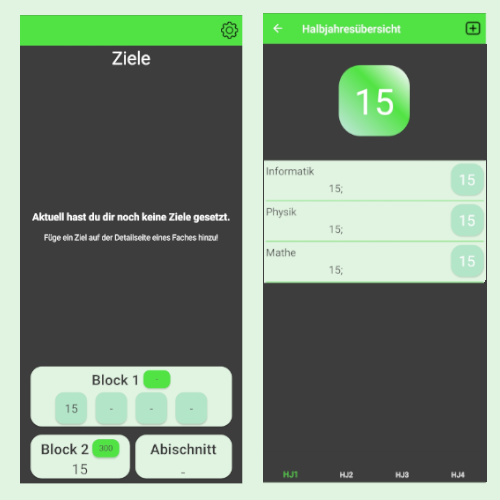 Ziele
Aktuell hast du dir noch keine Ziele gesetzt.
Füge ein Ziel auf der Detailseite eines Faches hinzu!
Block 1 -
15 - - -
Block 2 300
15
Abischnitt
-
Halbjahresübersicht
15
Informatik
15; 15
Physik
15; 15
Mathe
15; 15
HJ1 HJ2 HJ3 HJ4